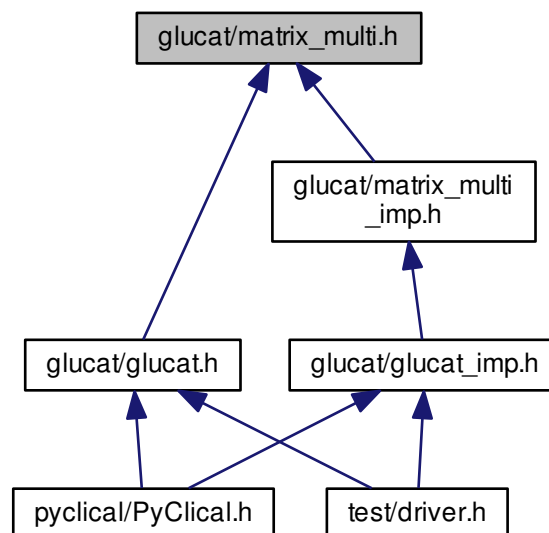 glucat/matrix_multi.h
glucat/matrix_multi
_imp.h
glucat/glucat.h
glucat/glucat_imp.h
pyclical/PyClical.h
test/driver.h